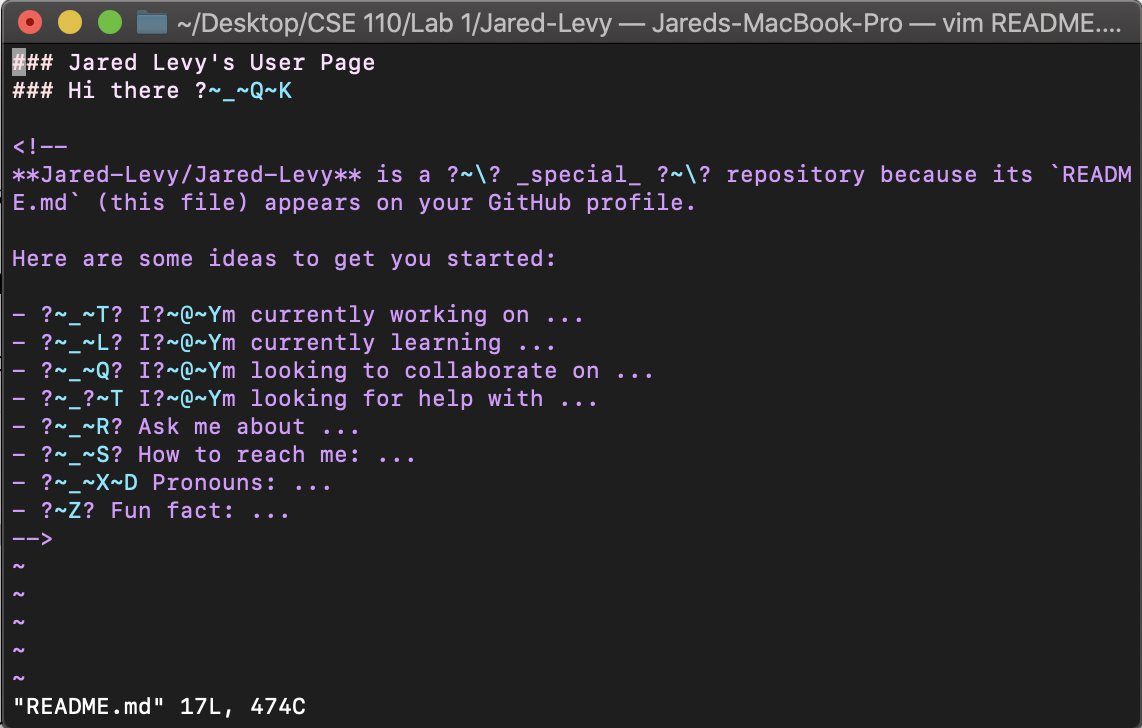 ~/Desktop/CSE 110/Lab 1/Jared-Levy — Jareds-MacBook-Pro — vim README....
### Jared Levy's User Page
### Hi there ?~_~Q~K
<!--
**Jared-Levy/Jared-Levy** is a ?~\? _special_ ?~\? repository because its `READM
E.md` (this file) appears on your GitHub profile.
Here are some ideas to get you started:
- ?~_~T? I?~@~Ym currently working on ...
- ?~_~L? I?~@~Ym currently learning ...
- ?~_~Q? I?~@~Ym looking to collaborate on ...
- ?~_?~T I?~@~Ym looking for help with ...
- ?~_~R? Ask me about ...
- ?~_~S? How to reach me: ...
- ?~_~X~D Pronouns: ...
- ?~Z? Fun fact: ...
-->
~
~
~
~
~
"README.md" 17L, 474C